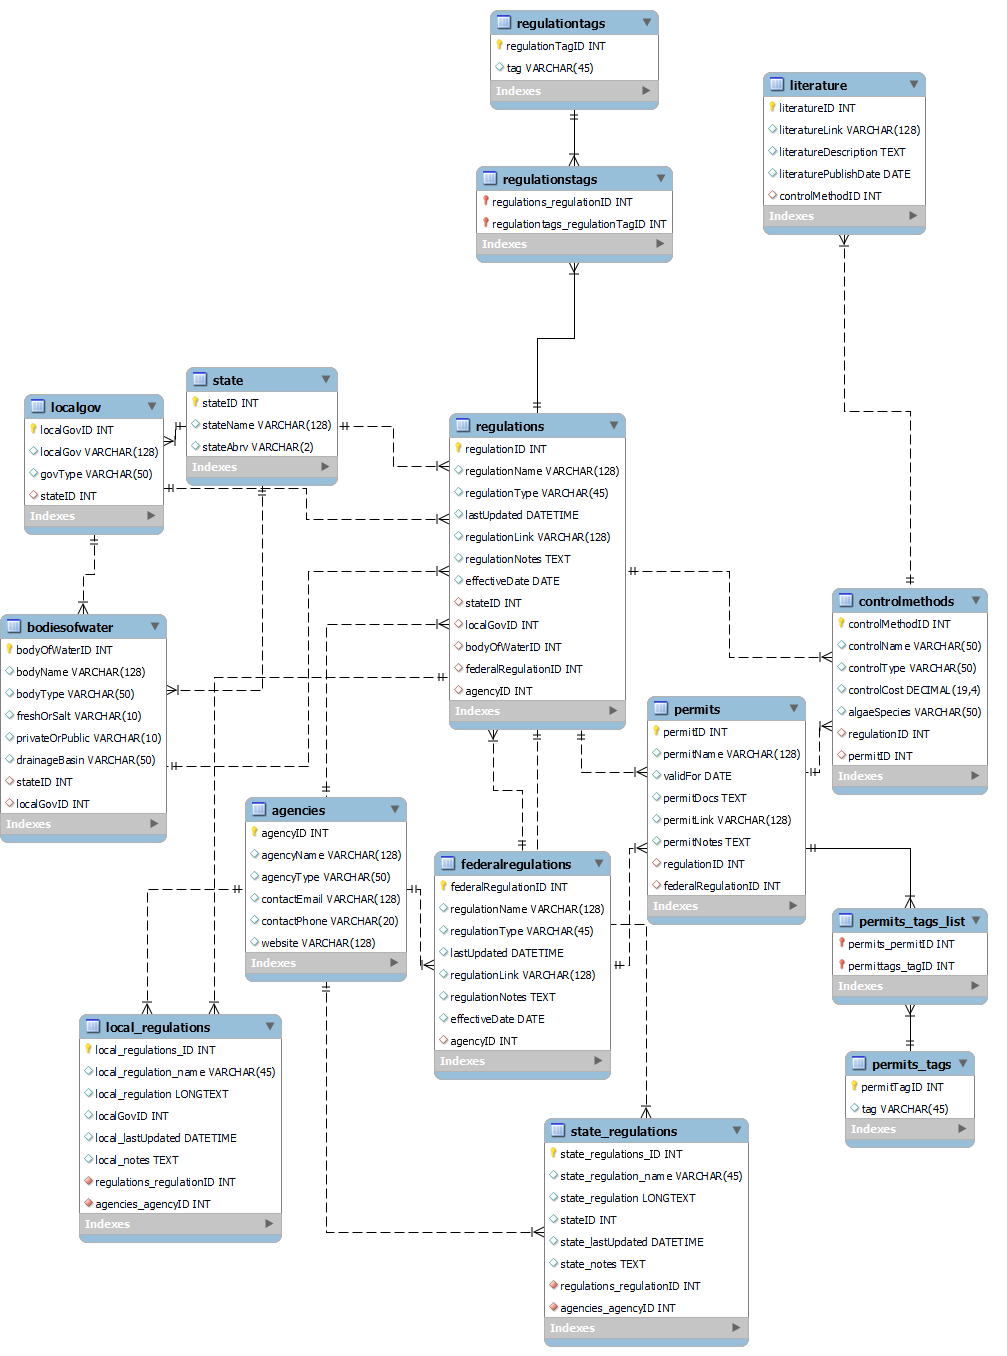 regulationtags
regulationTagID INT
tag VARCHAR(45)
Indexes
literature
literatureID INT
literatureLink VARCHAR(128)
literatureDescription TEXT
literaturePublishDate DATE
controlMethodID INT
Indexes
regulationstags
regulations_regulationID INT
regulationtags_regulationTagID INT
Indexes
state
stateID INT
stateName VARCHAR(128)
stateAbrv VARCHAR(2)
Indexes
localgov
localGovID INT
localGov VARCHAR(128)
govType VARCHAR(50)
stateID INT
Indexes
regulations
regulationID INT
regulationName VARCHAR(128)
regulationType VARCHAR(45)
lastUpdated DATETIME
regulationLink VARCHAR(128)
regulationNotes TEXT
effectiveDate DATE
stateID INT
localGovID INT
bodyOfWaterID INT
federalRegulationID INT
agencyID INT
Indexes
controlmethods
controlMethodID INT
controlName VARCHAR(50)
controlType VARCHAR(50)
controlCost DECIMAL(19,4)
algaeSpecies VARCHAR(50)
regulationID INT
permitID INT
Indexes
bodiesofwater
bodyOfWaterID INT
bodyName VARCHAR(128)
bodyType VARCHAR(50)
freshOrSalt VARCHAR(10)
privateOrPublic VARCHAR(10)
drainageBasin VARCHAR(50)
stateID INT
localGovID INT
Indexes
permits
permitID INT
permitName VARCHAR(128)
validFor DATE
permitDocs TEXT
permitLink VARCHAR(128)
permitNotes TEXT
regulationID INT
federalRegulationID INT
Indexes
agencies
agencyID INT
agencyName VARCHAR(128)
agencyType VARCHAR(50)
contactEmail VARCHAR(128)
contactPhone VARCHAR(20)
website VARCHAR(128)
Indexes
federalregulations
federalRegulationID INT
regulationName VARCHAR(128)
regulationType VARCHAR(45)
lastUpdated DATETIME
regulationLink VARCHAR(128)
regulationNotes TEXT
effectiveDate DATE
agencyID INT
Indexes
permits_tags_list
permits_permitID INT
permittags_tagID INT
Indexes
local_regulations
local_regulations_ID INT
local_regulation_name VARCHAR(45)
local_regulation LONGTEXT
localGovID INT
local_lastUpdated DATETIME
local_notes TEXT
regulations_regulationID INT
agencies_agencyID INT
Indexes
permits_tags
permitTagID INT
tag VARCHAR(45)
Indexes
state_regulations
state_regulations_ID INT
state_regulation_name VARCHAR(45)
state_regulation LONGTEXT
stateID INT
state_lastUpdated DATETIME
state_notes TEXT
regulations_regulationID INT
agencies_agencyID INT
Indexes